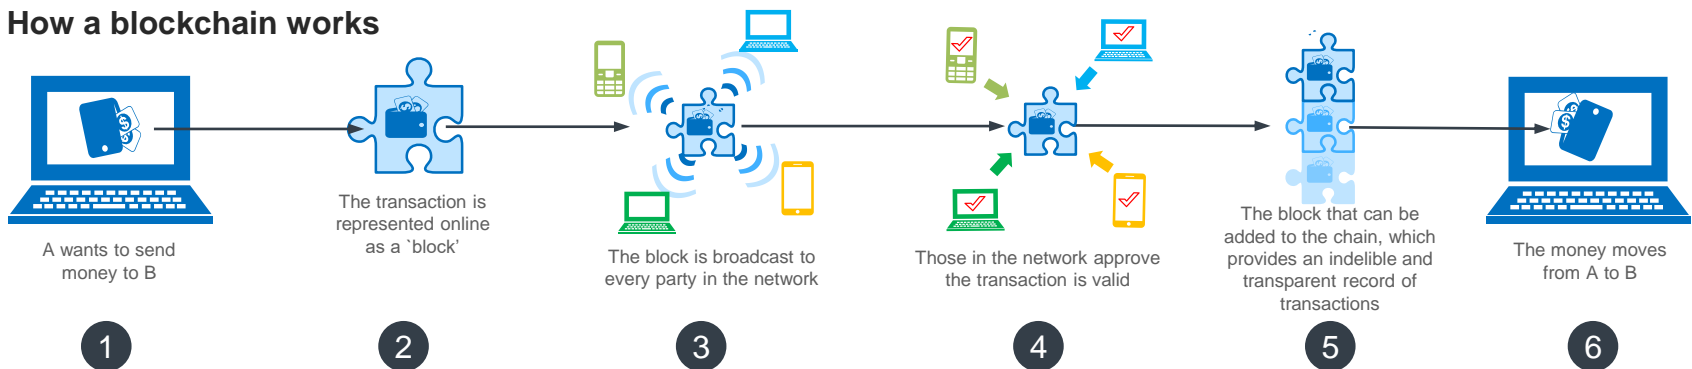 How a blockchain works
A wants to send
money to B
The transaction is
represented online
as a `block’
The block is broadcast to
every party in the network
Those in the network approve
the transaction is valid
The block that can be
added to the chain, which
provides an indelible and
transparent record of
transactions
The money moves
from A to B
1
2
3
4
5
6